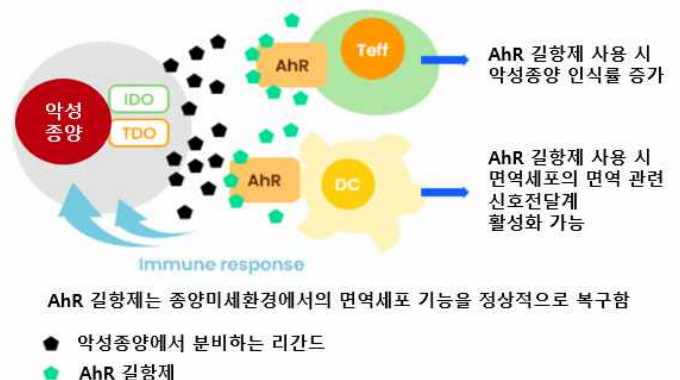 악성
종양
IDO
TDO
AhR
Teff
AhR 길항제 사용 시
악성종양 인식률 증가
AhR
DC
AhR 길항제 사용 시
면역세포의 면역 관련
신호전달계
활성화 가능
Immune response
AhR 길항제는 종양미세환경에서의 면역세포 기능을 정상적으로 복구함
악성종양에서 분비하는 리간드
AhR 길항제